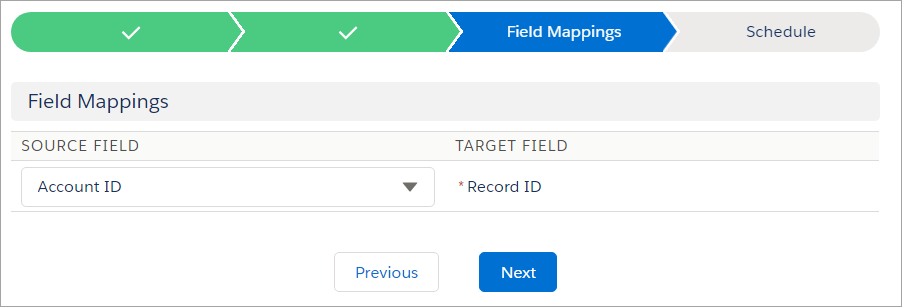 Field Mappings
Schedule
Field Mappings
SOURCE FIELD
TARGET FIELD
Account ID
* Record ID
Previous
Next